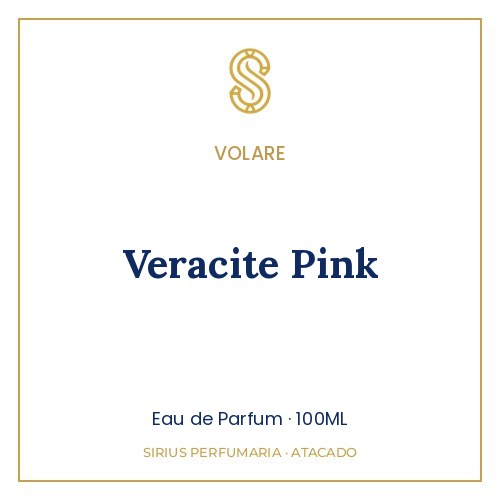 VOLARE
Veracite Pink
Eau de Parfum · 100ML
SIRIUS PERFUMARIA · ATACADO